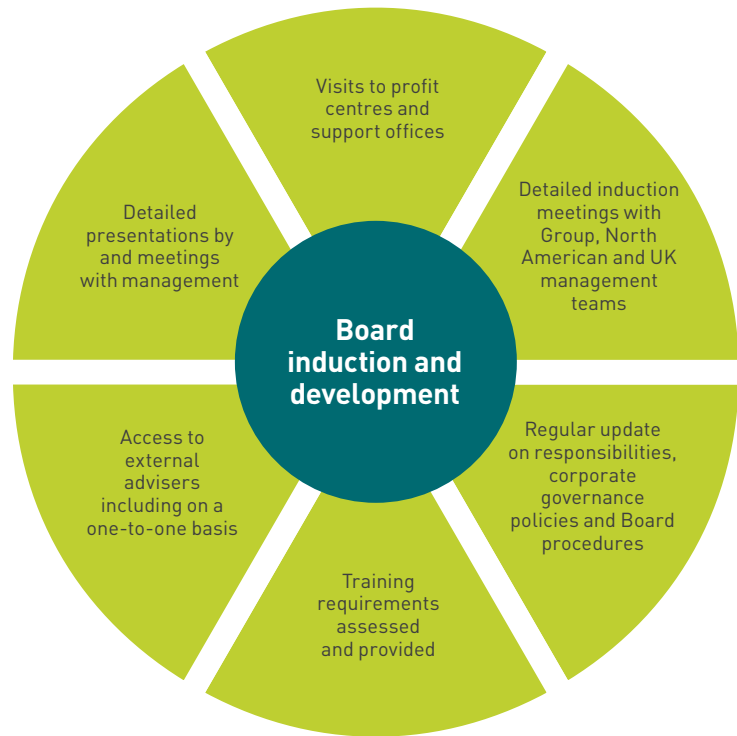 Visits to profit
centres and
support offices
Detailed induction
meetings with
Group, North
American and UK
management
teams
Regular update
on responsibilities,
corporate
governance
policies and Board
procedures
Training
requirements
assessed
and provided
Access to
external
advisers
including on a
one-to-one basis
Detailed
presentations by
and meetings
with management
Board
induction and
development